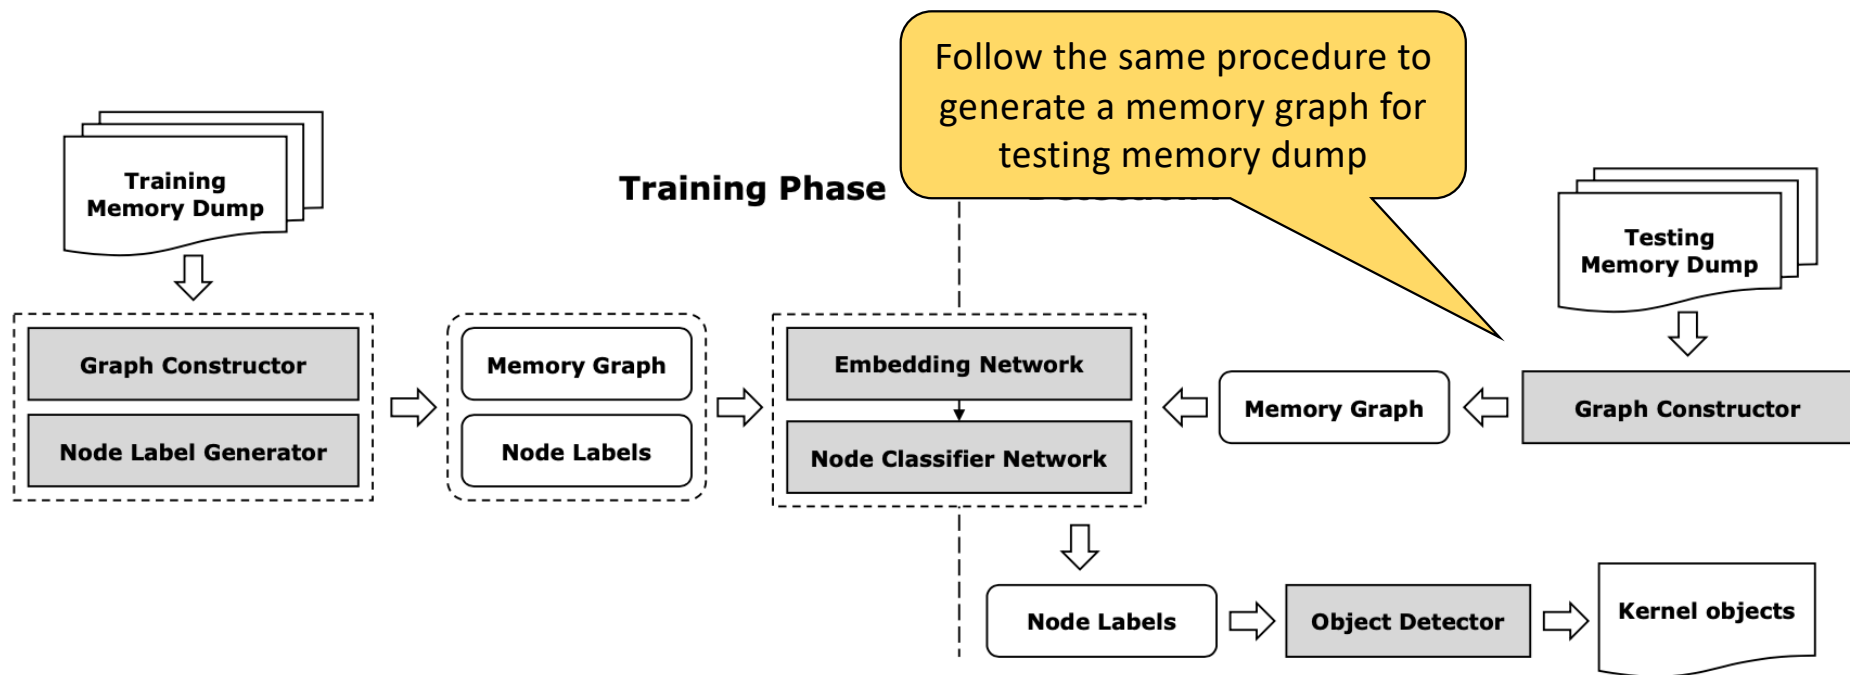 Follow the same procedure to
generate a memory graph for
testing memory dump
Training
Memory Dump
Training Phase
Testing
Memory Dump
Graph Constructor
Node Label Generator
Memory Graph
Node Labels
Embedding Network
Node Classifier Network
Memory Graph
Graph Constructor
Node Labels
Object Detector
Kernel objects